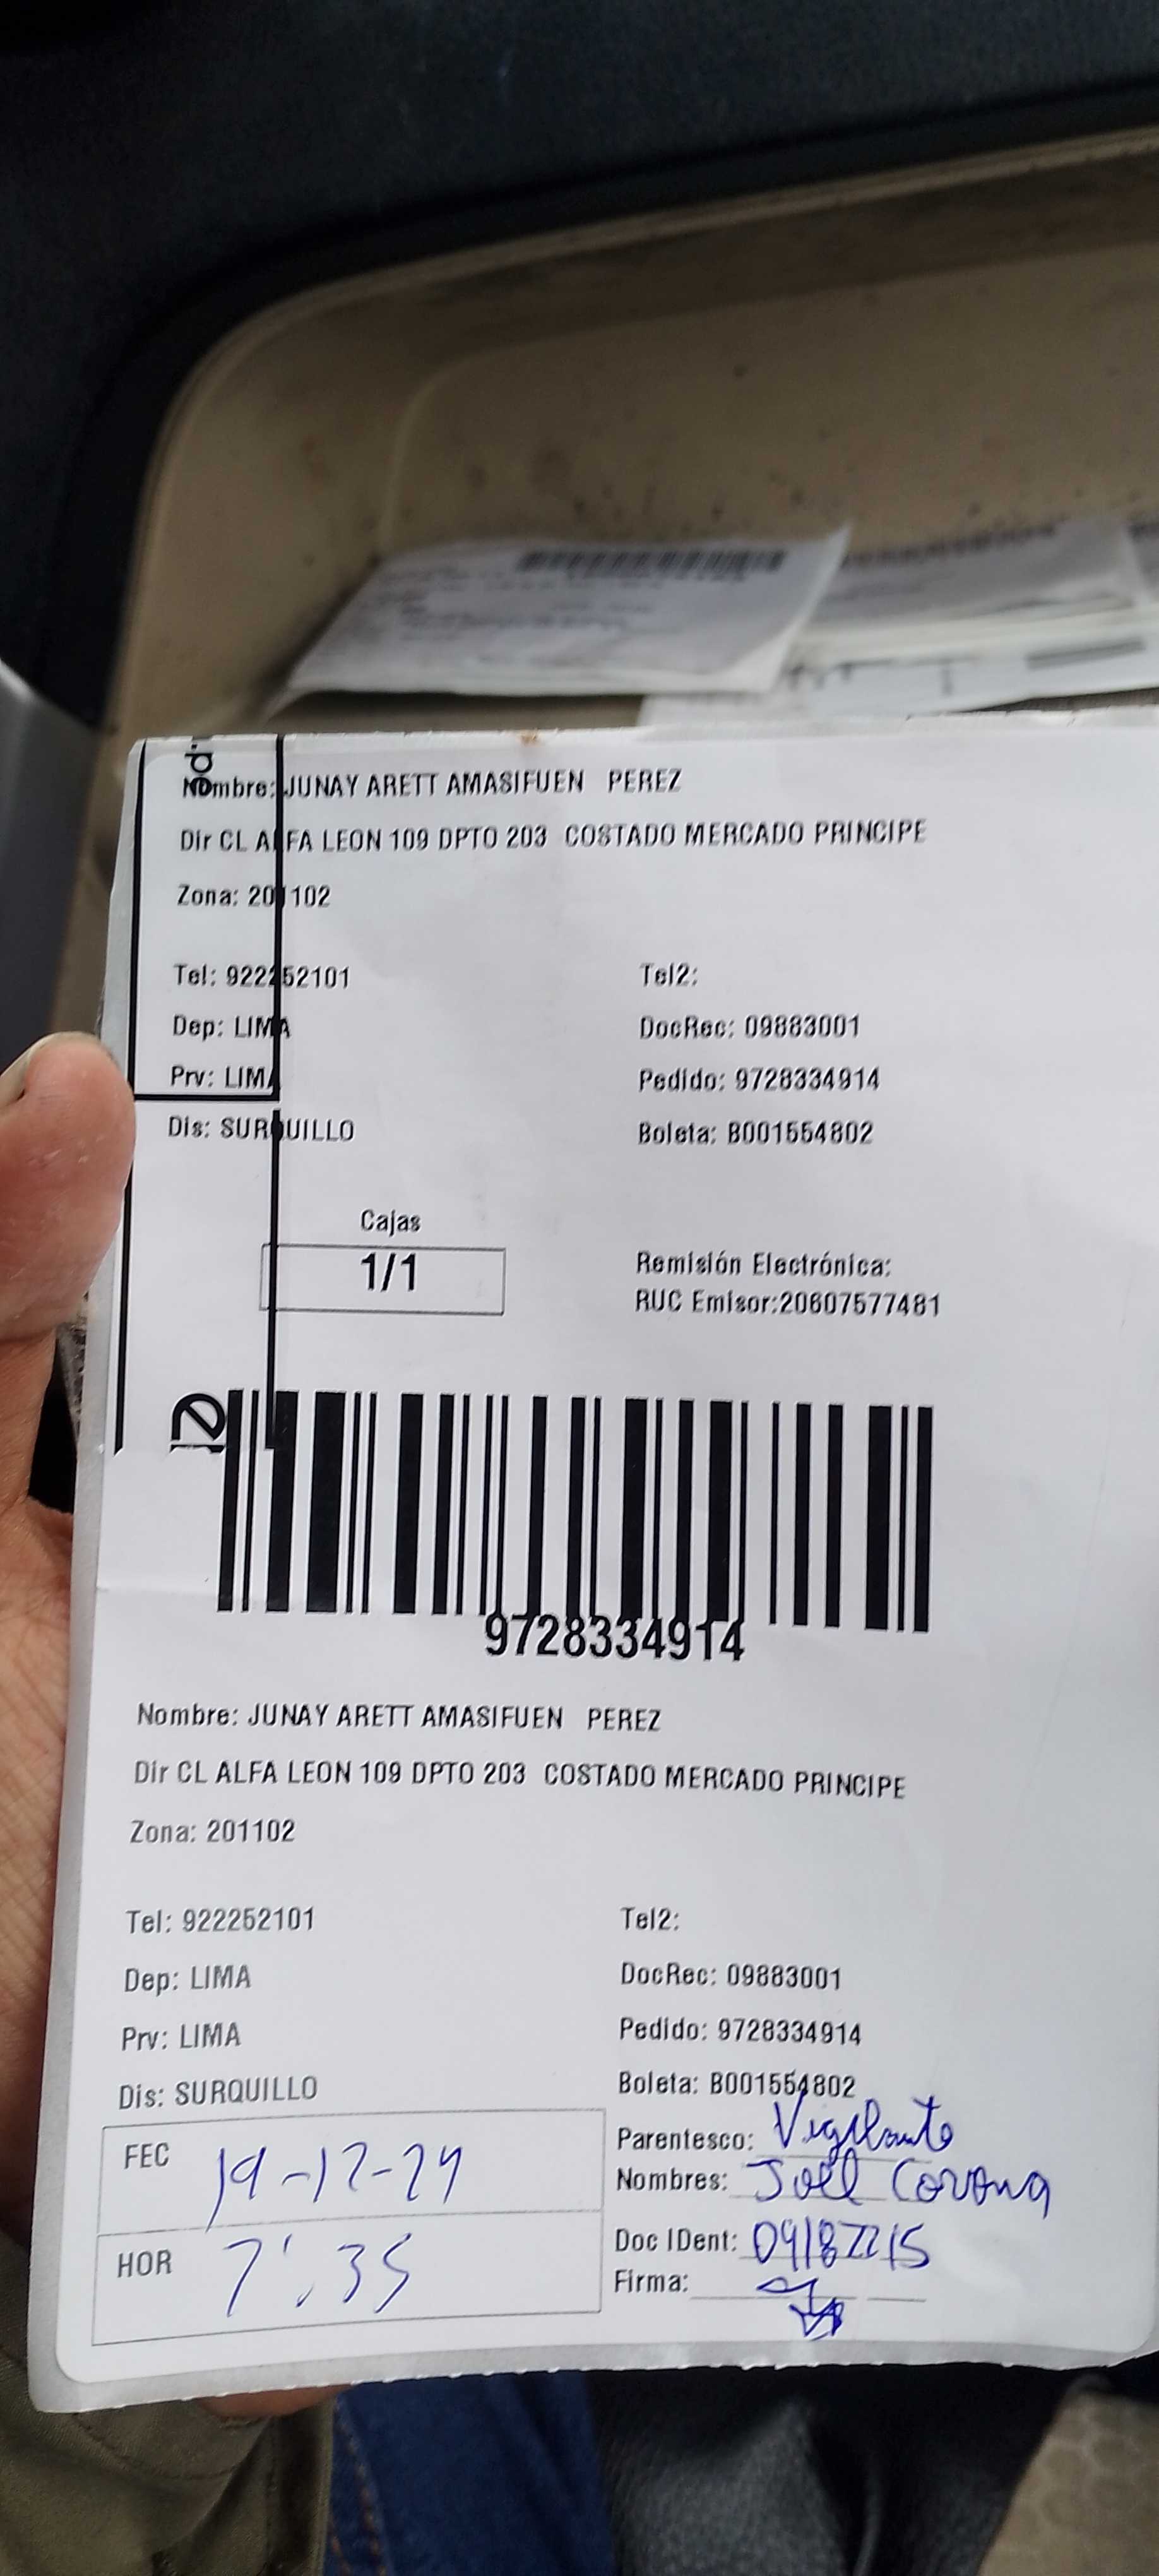 Nombre: JUNAY ARETT AMASIFUEN PEREZ
Dir CL ALFA LEON 109 DPTO 203 COSTADO MERCADO PRINCIPE
Zona: 201102
Tel: 922252101 Tel2:
Dep: LIMA DocRec: 09883001
Prv: LIMA Pedido: 9728334914
Dis: SURQUILLO Boleta: B001554802
Cajas
1/1
Remisión Electrónica:
RUC Emisor:20607577481
9728334914
Nombre: JUNAY ARETT AMASIFUEN PEREZ
Dir CL ALFA LEON 109 DPTO 203 COSTADO MERCADO PRINCIPE
Zona: 201102
Tel: 922252101 Tel2:
Dep: LIMA DocRec: 09883001
Prv: LIMA Pedido: 9728334914
Dis: SURQUILLO Boleta: B001554802
FEC 19-12-24
HOR 7:35
Parentesco: Vigilante
Nombres: Joel Corona
Doc IDent:
Firma: